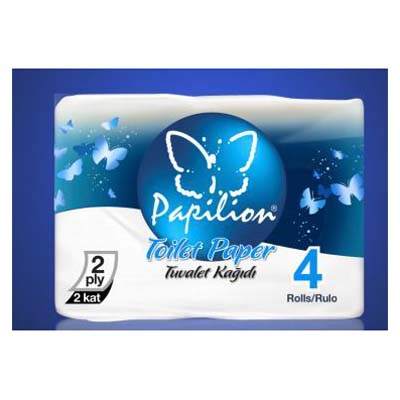 Papilion®
Toilet Paper
Tuvalet Kağıdı
2
ply
2 kat
4
Rolls/Rulo